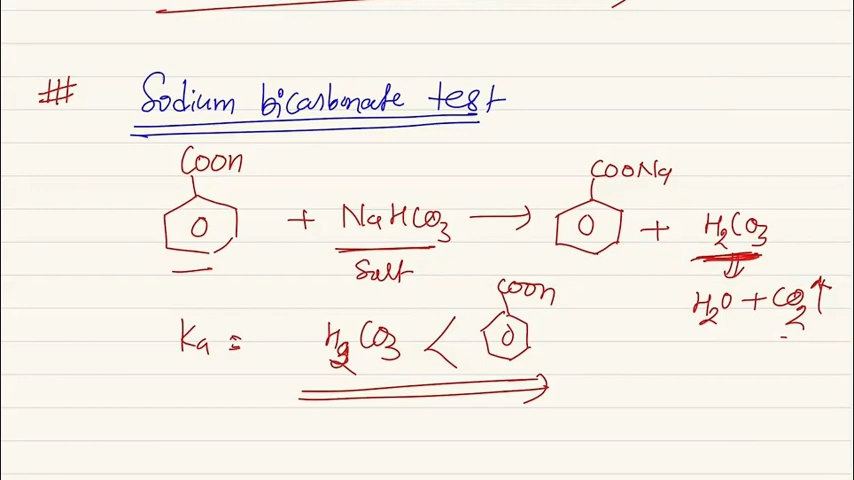 # Sodium bicarbonate test
COOH COONa
+ NaHCO3 → + H2CO3
Salt
COOH H2O + CO2↑
Ka = H2CO3 <